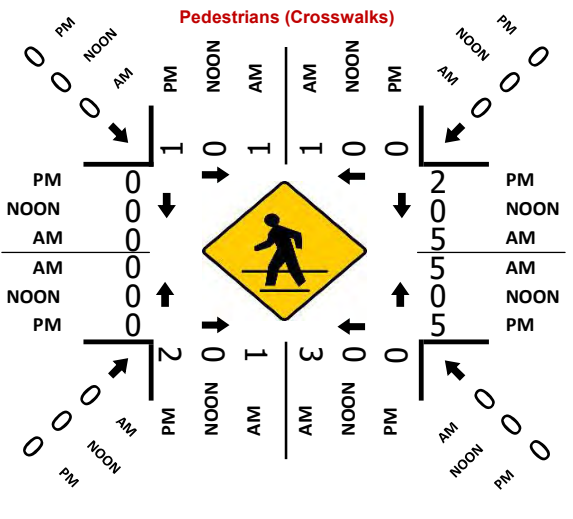 Pedestrians (Crosswalks)
PM NOON AM
0 0 0
PM NOON AM AM NOON PM
1 0 1 1 0 0
PM NOON AM
0 0 0
PM 0 2 PM
NOON 0 0 NOON
AM 0 5 AM
AM 0 5 AM
NOON 0 0 NOON
PM 0 5 PM
2 0 1 3 0 0
PM NOON AM AM NOON PM
0 0 0
AM NOON PM
0 0 0
AM NOON PM